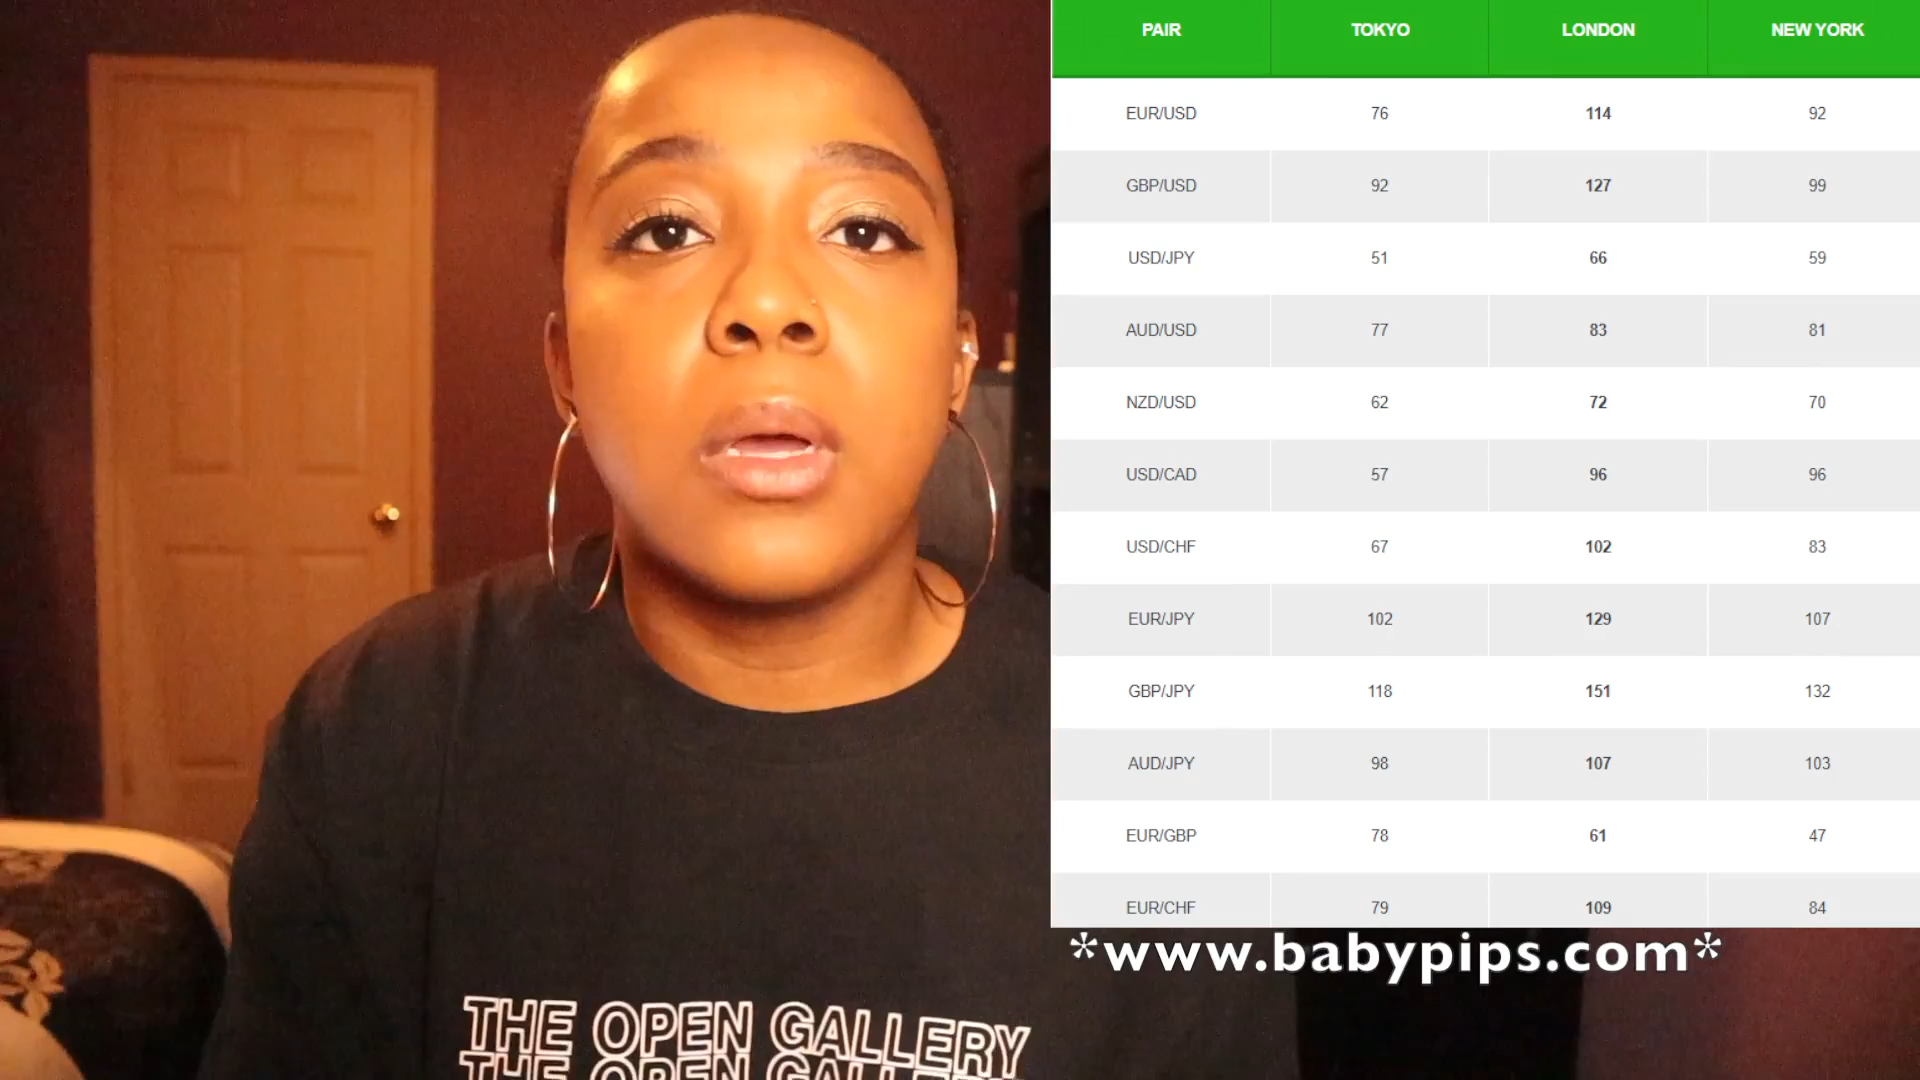 PAIR TOKYO LONDON NEW YORK
EUR/USD 76 114 92
GBP/USD 92 127 99
USD/JPY 51 66 59
AUD/USD 77 83 81
NZD/USD 62 72 70
USD/CAD 57 96 96
USD/CHF 67 102 83
EUR/JPY 102 129 107
GBP/JPY 118 151 132
AUD/JPY 98 107 103
EUR/GBP 78 61 47
EUR/CHF 79 109 84
*www.babypips.com*
THE OPEN GALLERY
THE OPEN GALLERY